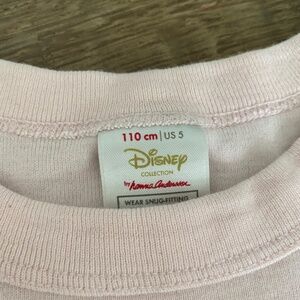 110 cm | US 5
Disney
COLLECTION
by hanna andersson
WEAR SNUG-FITTING